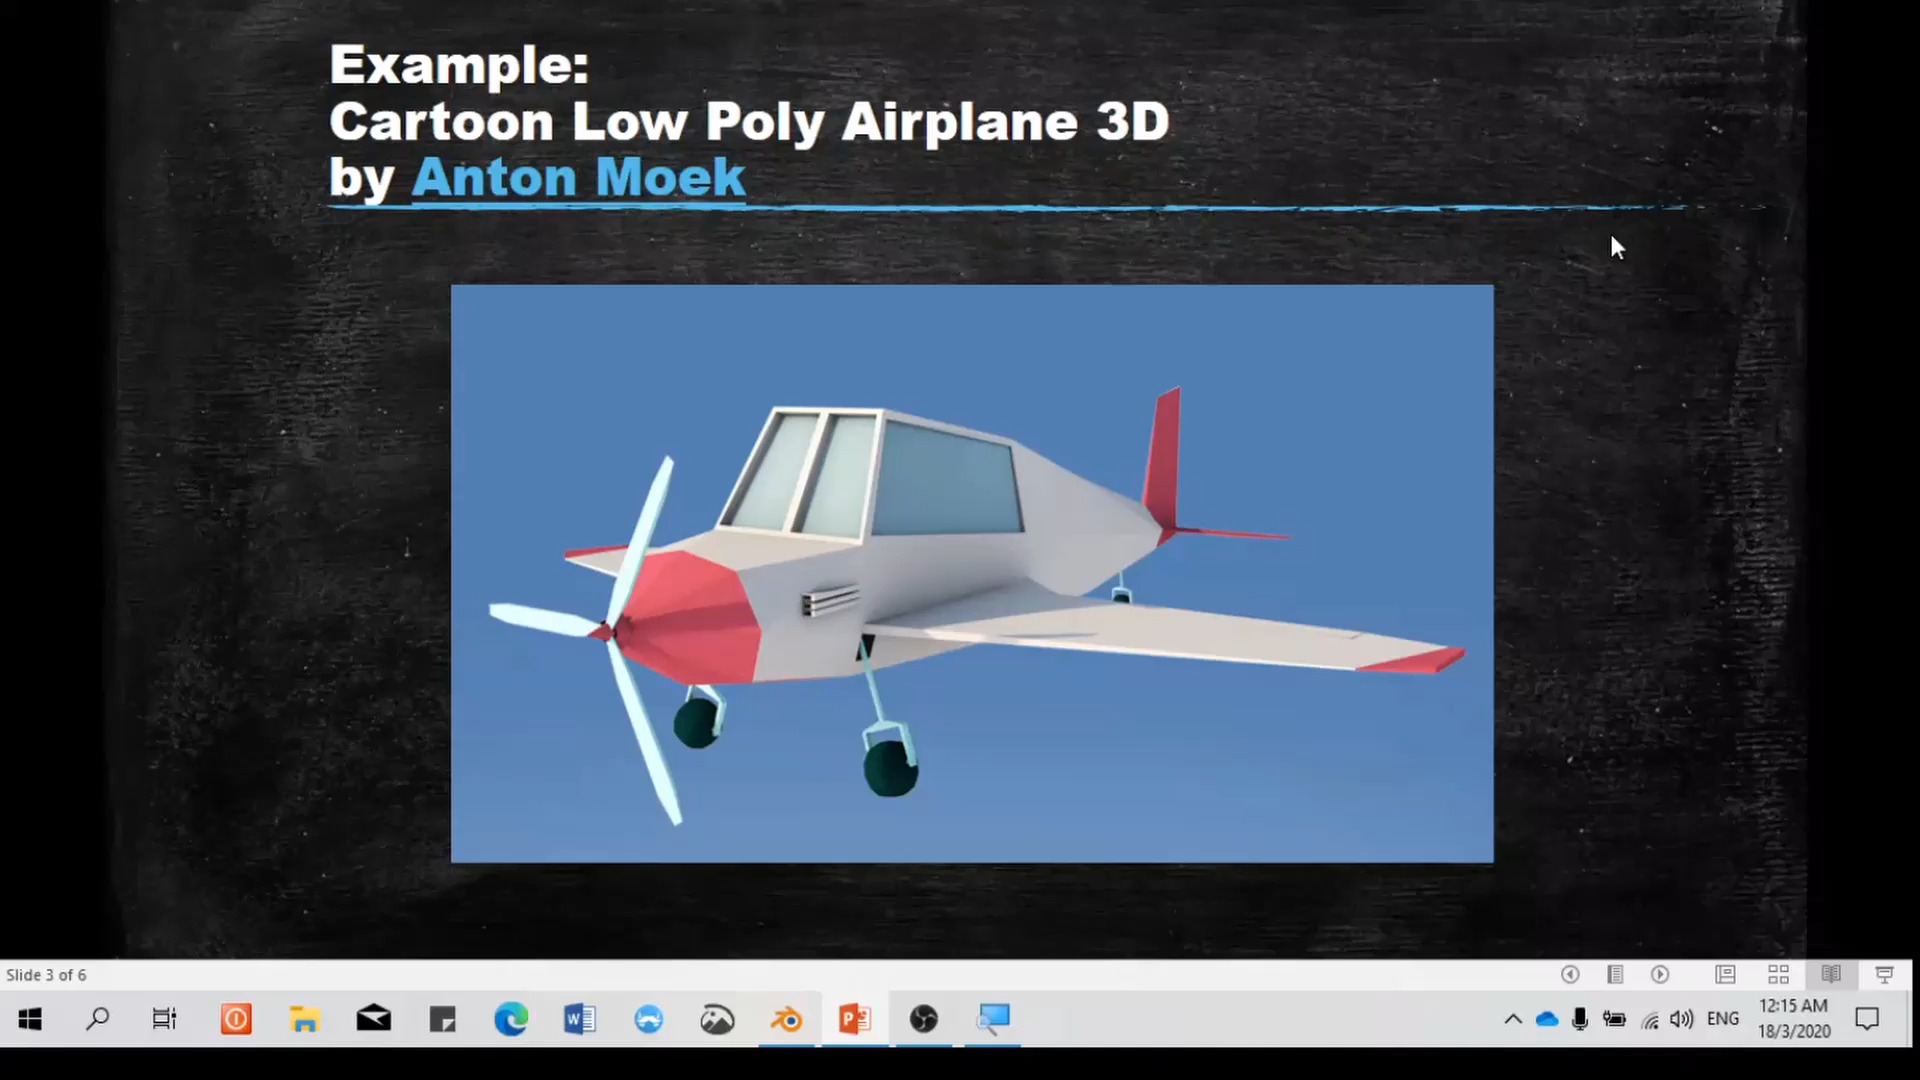 Example:
Cartoon Low Poly Airplane 3D
by Anton Moek
Slide 3 of 6
ENG
12:15 AM
18/3/2020